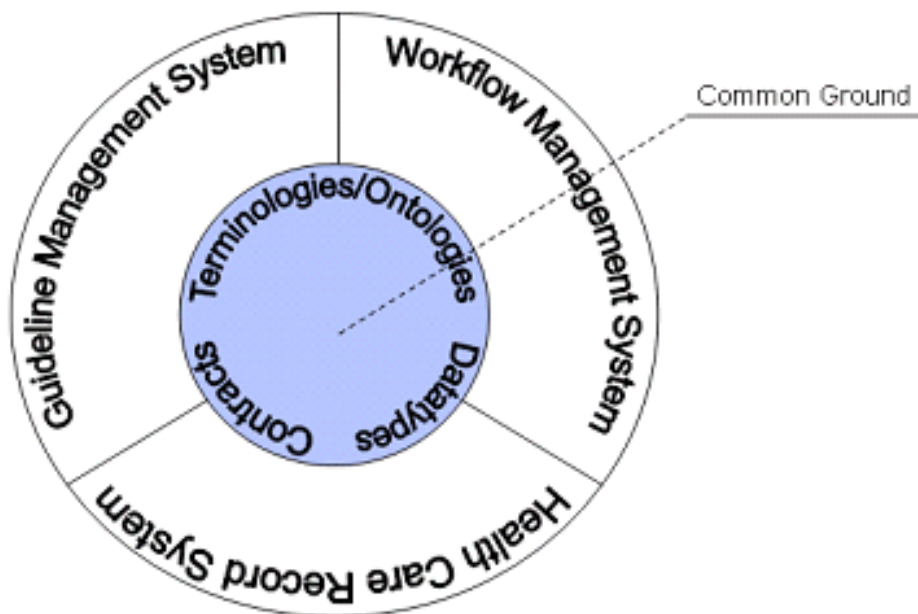 Guideline Management System
Workflow Management System
Common Ground
Terminologies/Ontologies
Contracts
Datatypes
Health Care Record System